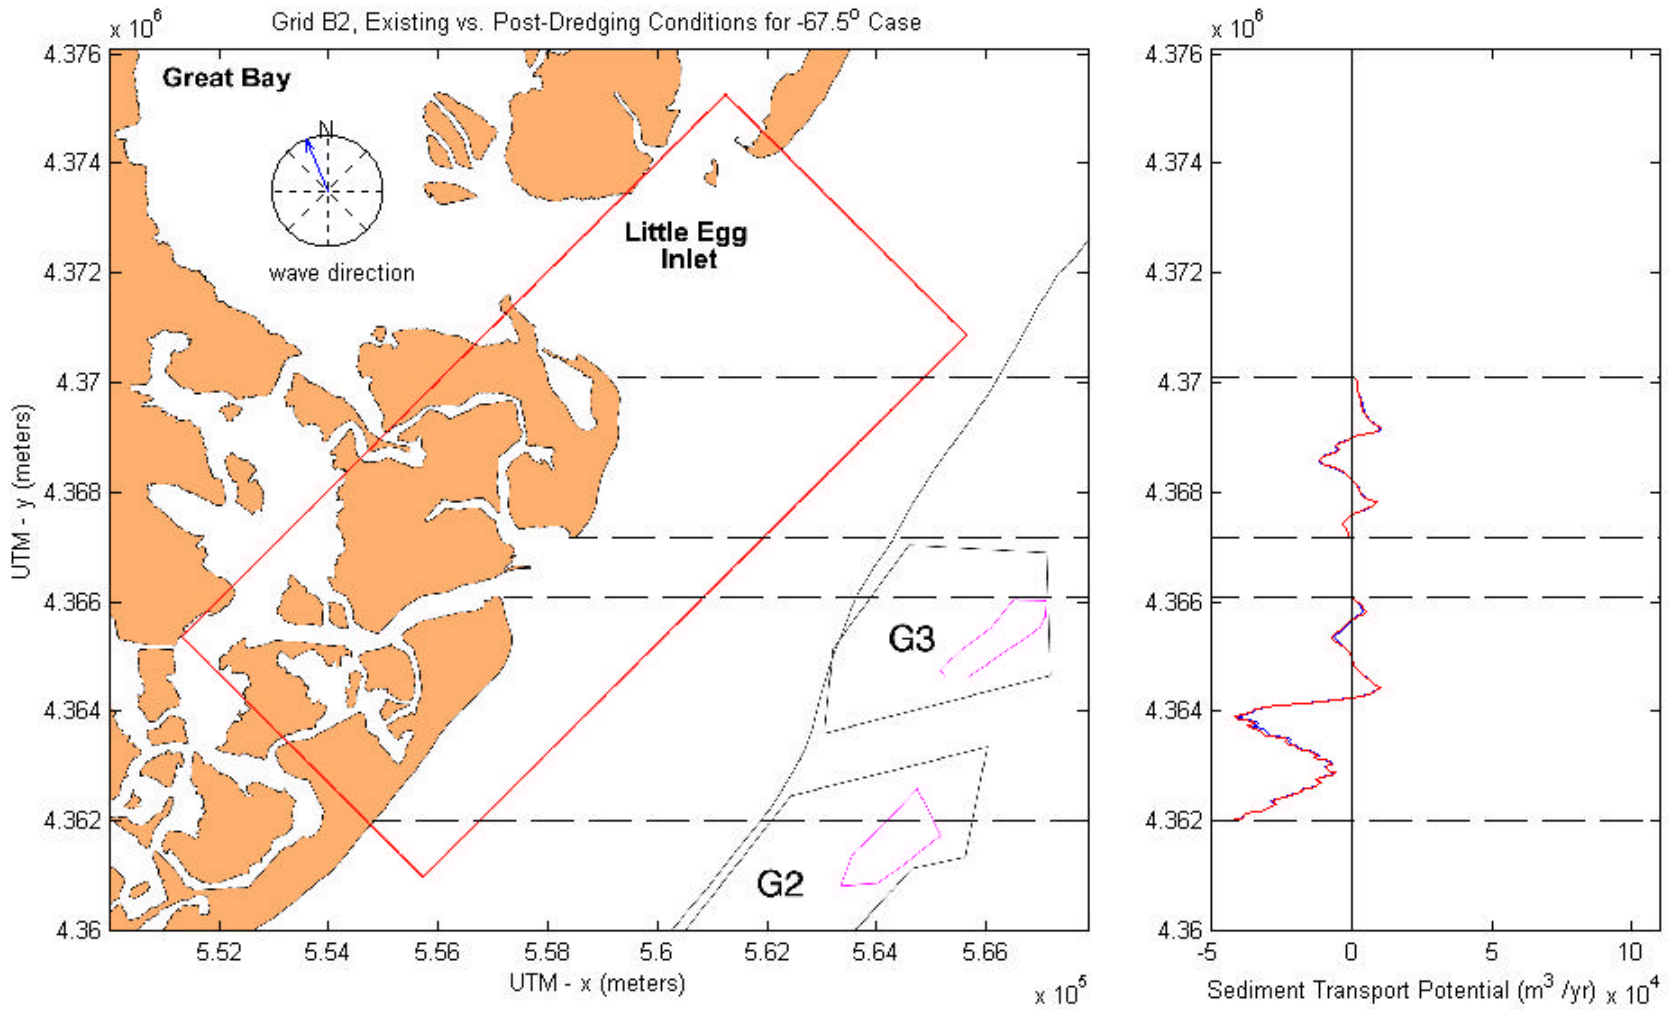 Grid B2, Existing vs. Post-Dredging Conditions for -67.5° Case
x 10⁶
4.376
4.374
4.372
4.37
4.368
4.366
4.364
4.362
4.36
UTM - y (meters)
Great Bay
N
wave direction
Little Egg
Inlet
G3
G2
5.52
5.54
5.56
5.58
5.6
5.62
5.64
5.66
UTM - x (meters)
x 10⁵
x 10⁶
4.376
4.374
4.372
4.37
4.368
4.366
4.364
4.362
4.36
-5
0
5
10
Sediment Transport Potential (m³ /yr) x 10⁴